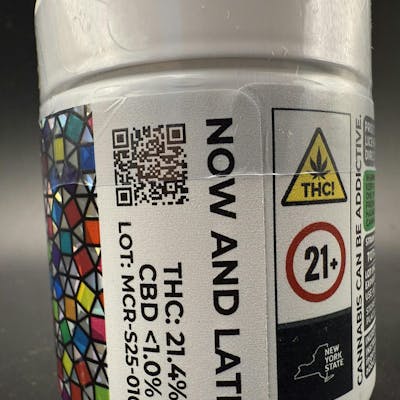 NOW AND LAT
THC: 21.4%
CBD <1.0%
LOT: MCR-S25-01
THC!
21+
NEW
YORK
STATE
CANNABIS CAN BE ADDICTIVE.